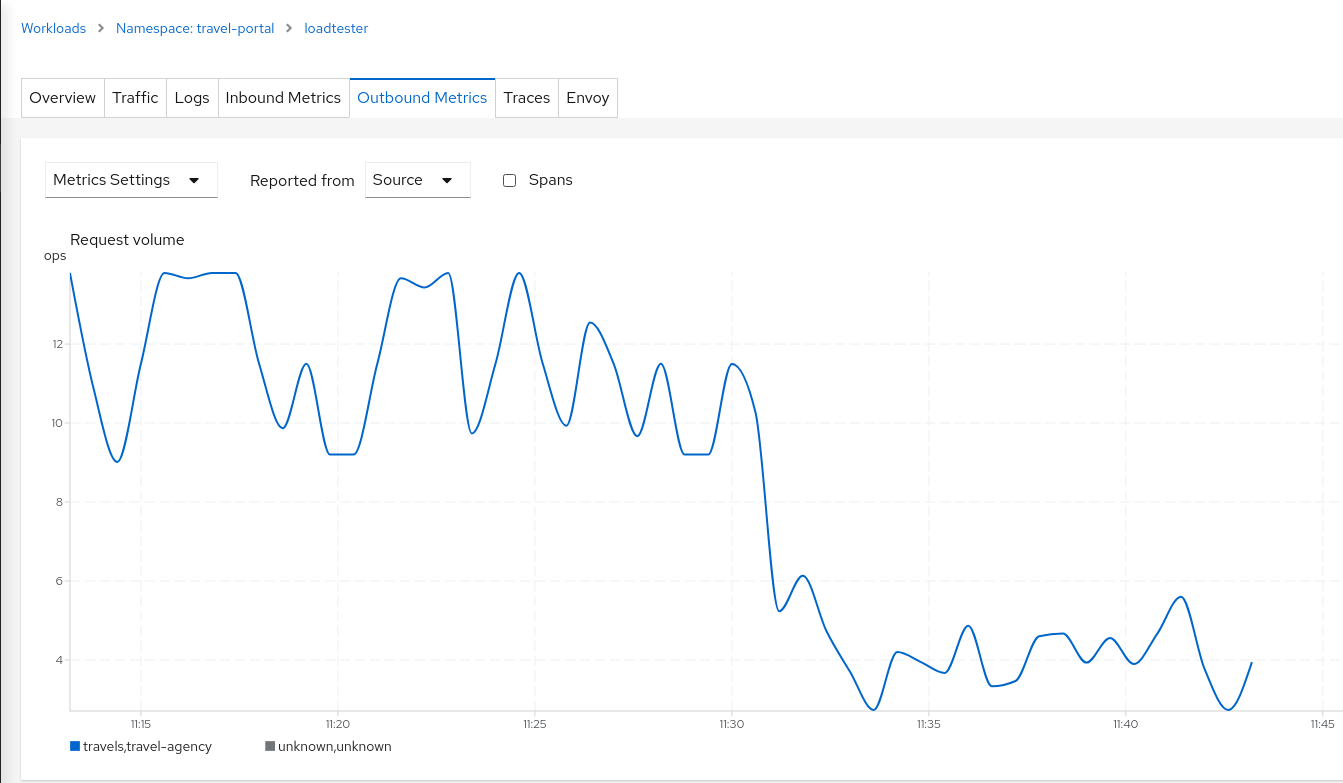 Workloads > Namespace: travel-portal > loadtester
Overview Traffic Logs Inbound Metrics Outbound Metrics Traces Envoy
Metrics Settings Reported from Source Spans
Request volume
ops
12
10
8
6
4
11:15 11:20 11:25 11:30 11:35 11:40 11:45
travels,travel-agency unknown,unknown